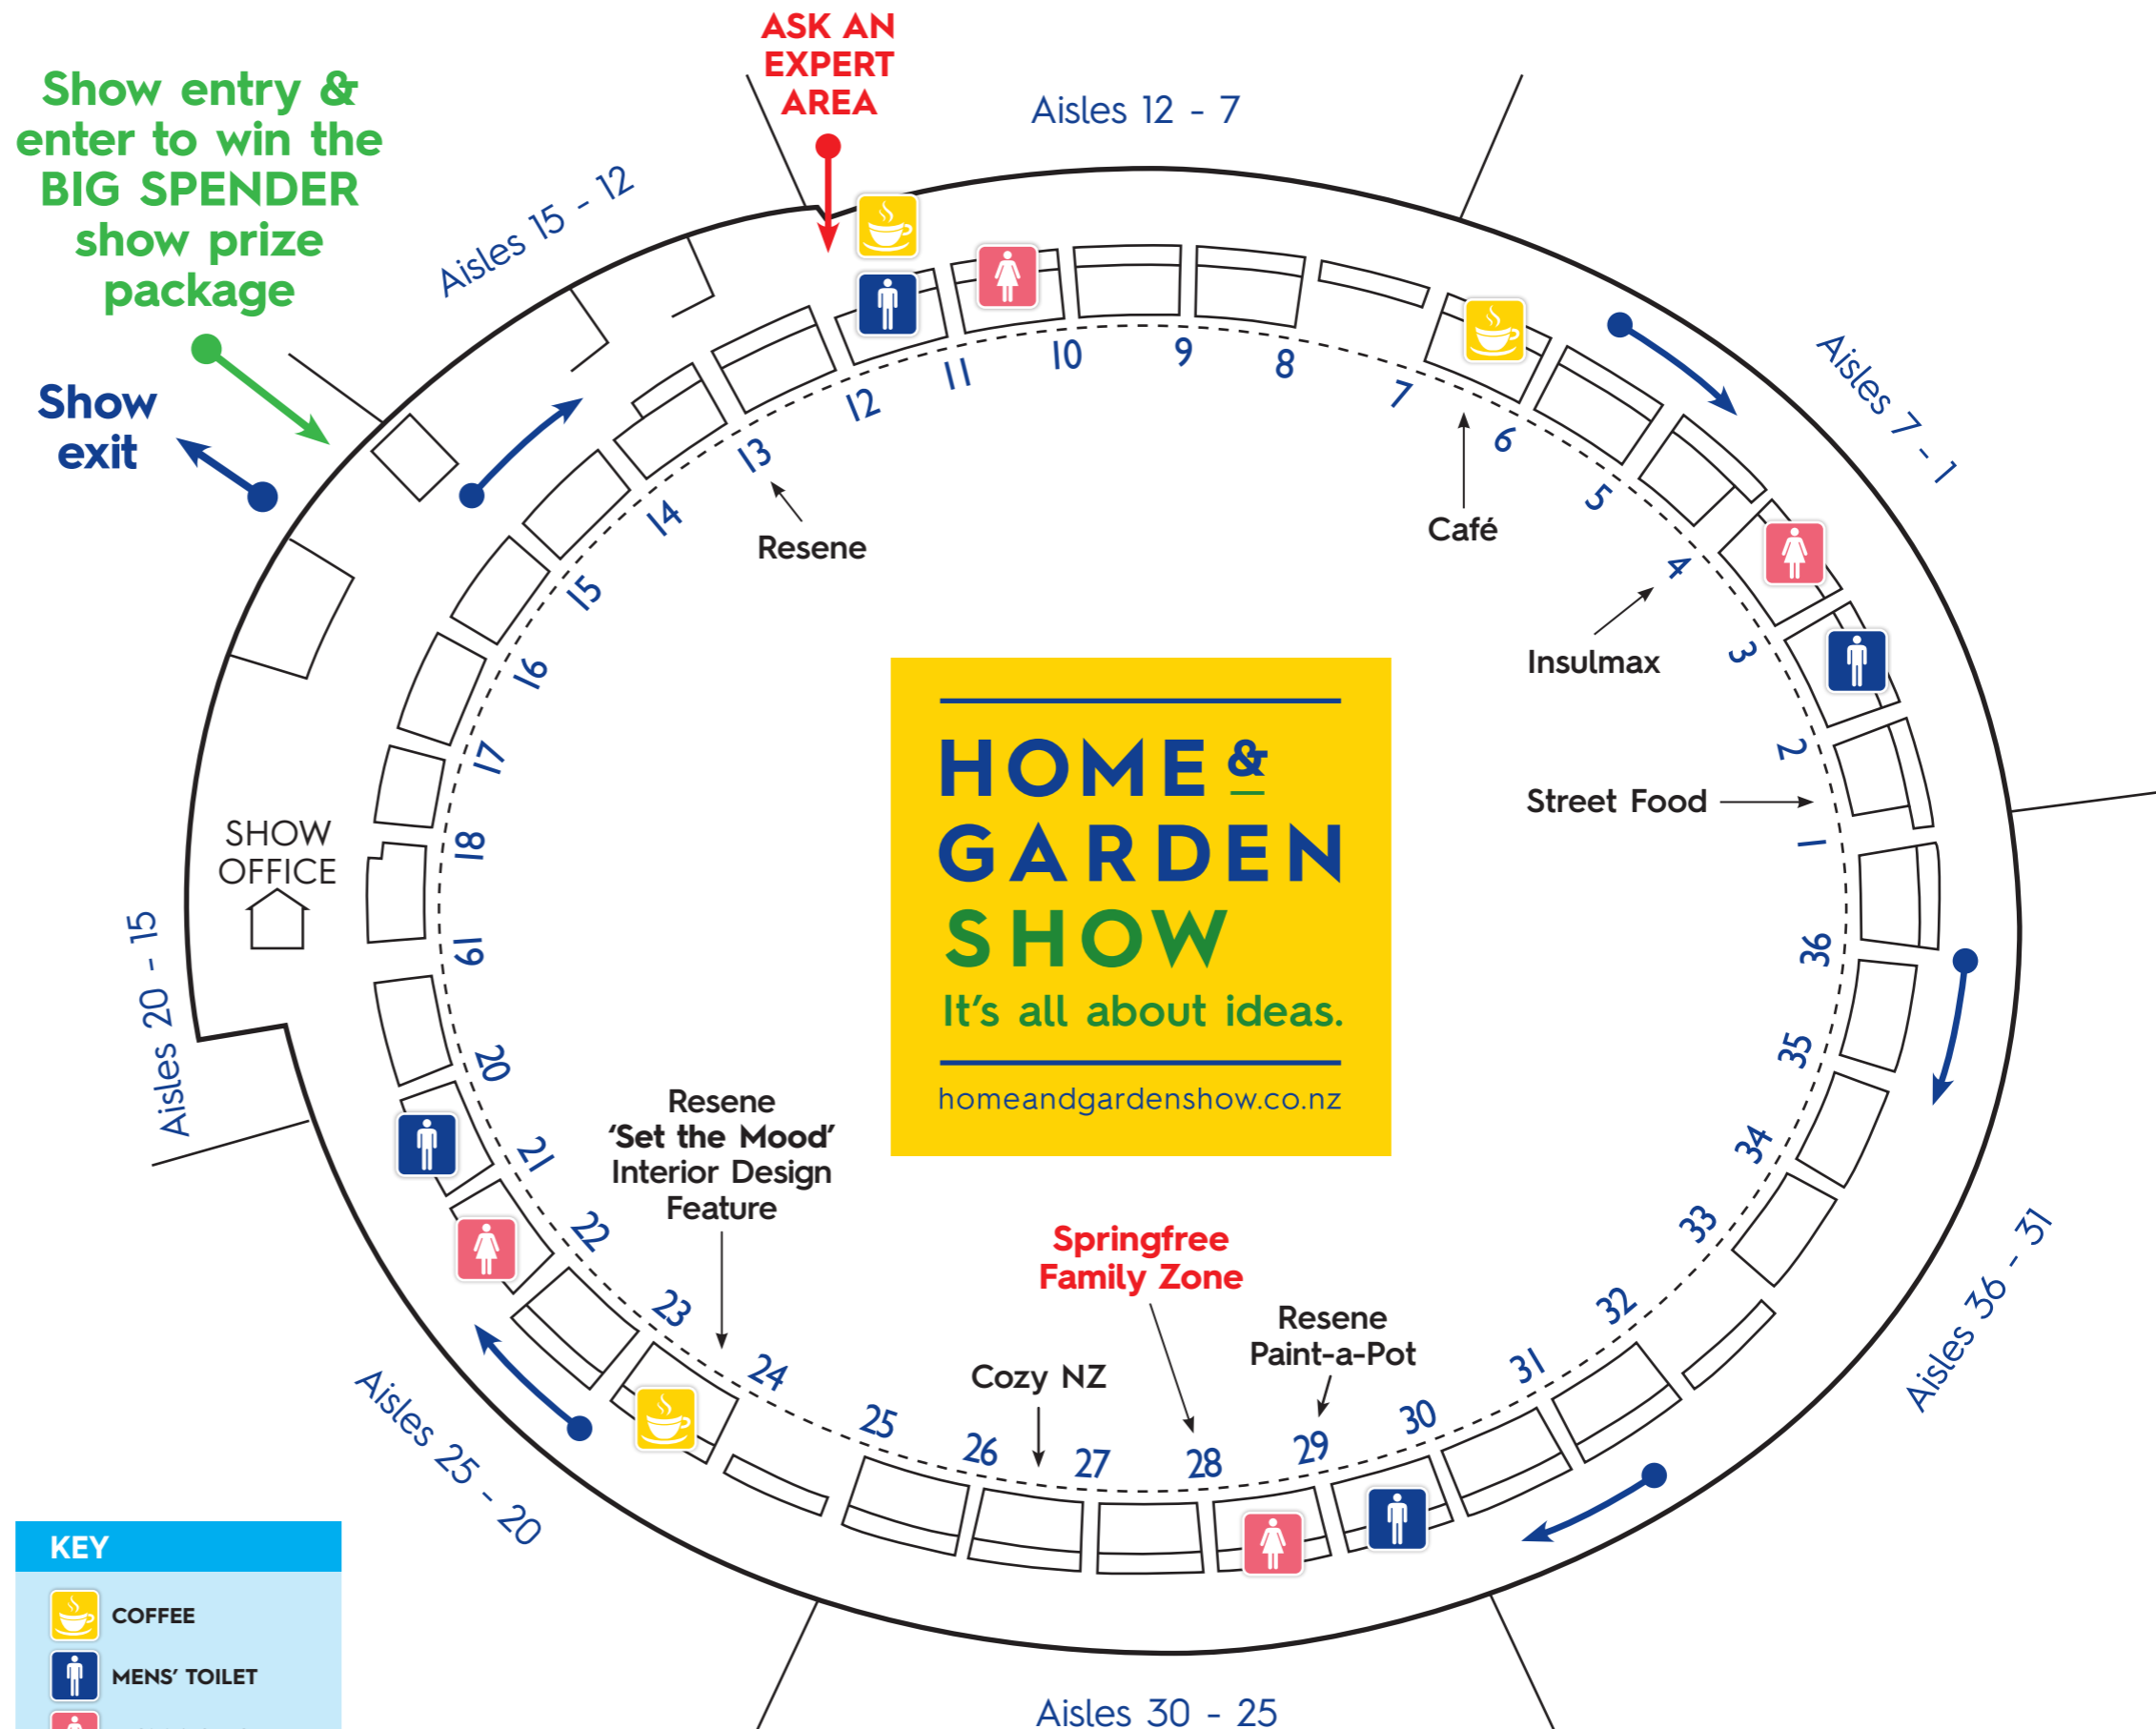 ASK AN
EXPERT
AREA
Show entry &
enter to win the
BIG SPENDER
show prize
package
Show
exit
Aisles 15 - 12
Aisles 12 - 7
Aisles 7 - 1
Aisles 36 - 31
Aisles 30 - 25
Aisles 25 - 20
Aisles 20 - 15
12
11
10
9
8
7
6
5
4
3
2
1
36
35
34
33
32
31
30
29
28
27
26
25
24
23
22
21
20
19
18
17
16
15
14
13
Resene
Café
Insulmax
Street Food
SHOW
OFFICE
HOME &
GARDEN
SHOW
It's all about ideas.
homeandgardenshow.co.nz
Resene
‘Set the Mood’
Interior Design
Feature
Springfree
Family Zone
Resene
Paint-a-Pot
Cozy NZ
KEY
COFFEE
MENS’ TOILET